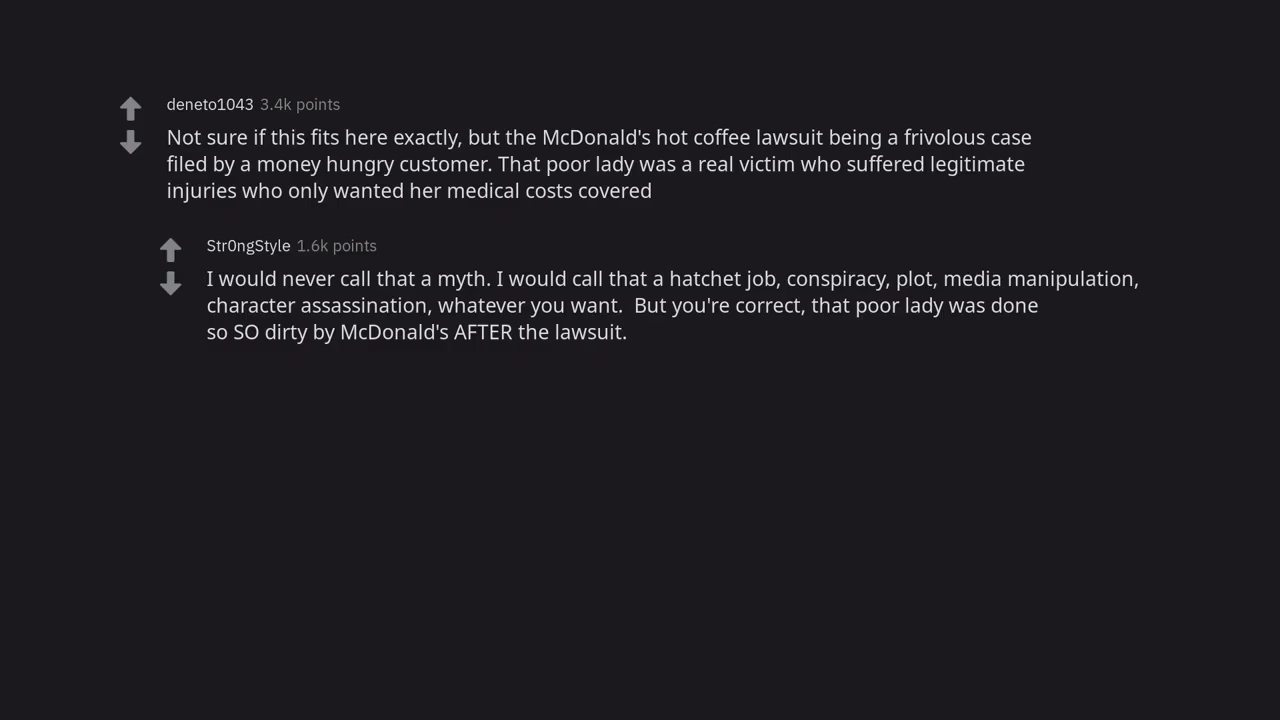 deneto1043 3.4k points
Not sure if this fits here exactly, but the McDonald's hot coffee lawsuit being a frivolous case
filed by a money hungry customer. That poor lady was a real victim who suffered legitimate
injuries who only wanted her medical costs covered
Str0ngStyle 1.6k points
I would never call that a myth. I would call that a hatchet job, conspiracy, plot, media manipulation,
character assassination, whatever you want.  But you're correct, that poor lady was done
so SO dirty by McDonald's AFTER the lawsuit.